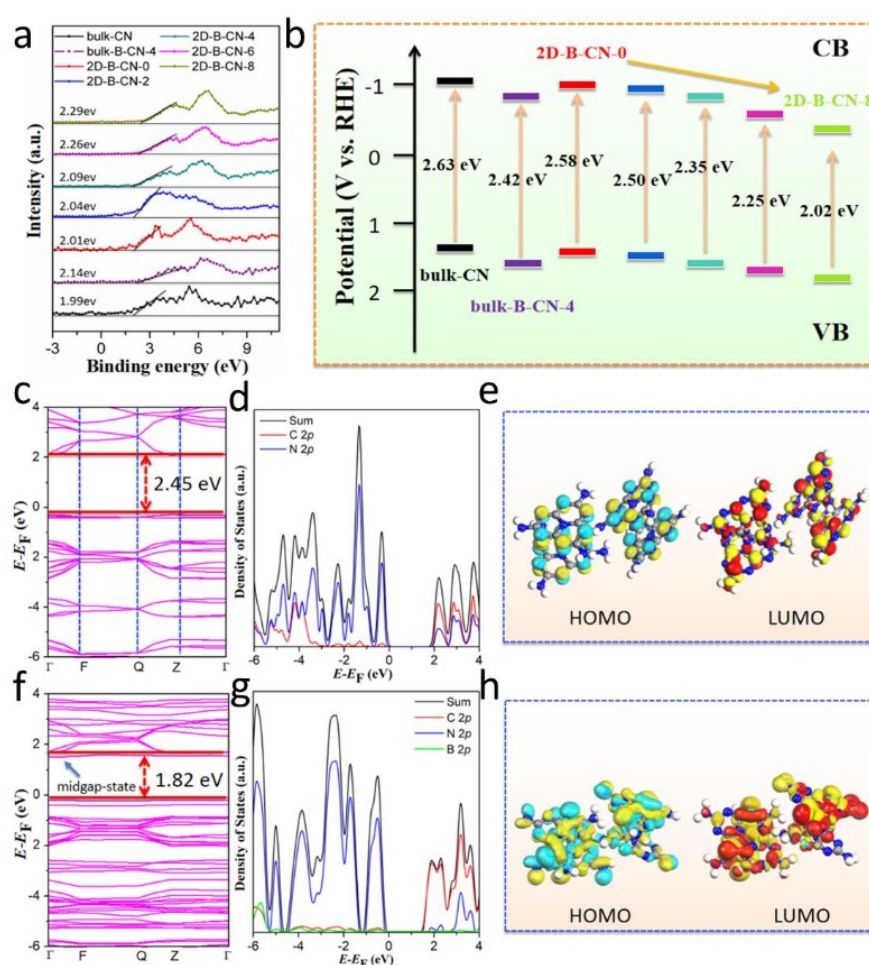 a
bulk-CN
bulk-B-CN-4
2D-B-CN-0
2D-B-CN-2
2D-B-CN-4
2D-B-CN-6
2D-B-CN-8
2.29ev
2.26ev
2.09ev
2.04ev
2.01ev
2.14ev
1.99ev
Intensity (a.u.)
-3 0 3 6 9
Binding energy (eV)
b
CB
2D-B-CN-0
2D-B-CN-8
-1
0
1
2
Potential (V vs. RHE)
2.63 eV
2.42 eV
2.58 eV
2.50 eV
2.35 eV
2.25 eV
2.02 eV
bulk-CN
bulk-B-CN-4
VB
c
4
2
0
2
4
-6
E-EF (eV)
2.45 eV
Γ F Q Z Γ
d
Sum
C 2p
N 2p
Density of States (a.u.)
-6 -4 -2 0 2 4
E-EF (eV)
e
HOMO
LUMO
f
4
2
0
2
4
-6
E-EF (eV)
midgap-state
1.82 eV
Γ F Q Z Γ
g
Sum
C 2p
N 2p
B 2p
Density of States (a.u.)
-6 -4 -2 0 2 4
E-EF (eV)
h
HOMO
LUMO